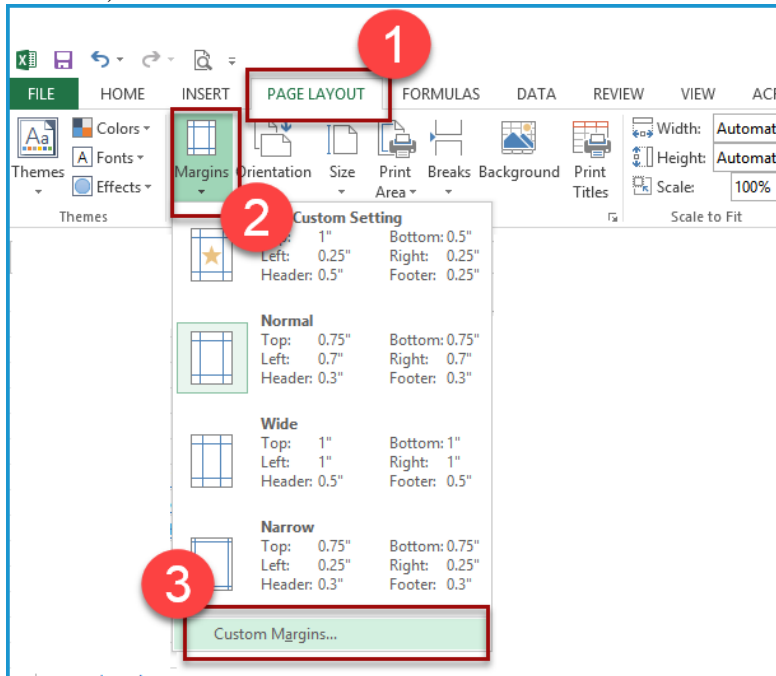 1
FILE HOME INSERT PAGE LAYOUT FORMULAS DATA REVIEW VIEW
Colors
Fonts
Effects
Themes
Margins Orientation Size Print Area Breaks Background Print Titles
Width: Automat
Height: Automat
Scale: 100%
Themes
Scale to Fit
2
Custom Setting
1" Bottom: 0.5"
Left: 0.25" Right: 0.25"
Header: 0.5" Footer: 0.25"
Normal
Top: 0.75" Bottom: 0.75"
Left: 0.7" Right: 0.7"
Header: 0.3" Footer: 0.3"
Wide
Top: 1" Bottom: 1"
Left: 1" Right: 1"
Header: 0.5" Footer: 0.5"
Narrow
Top: 0.75" Bottom: 0.75"
Left: 0.25" Right: 0.25"
Header: 0.3" Footer: 0.3"
3
Custom Margins...